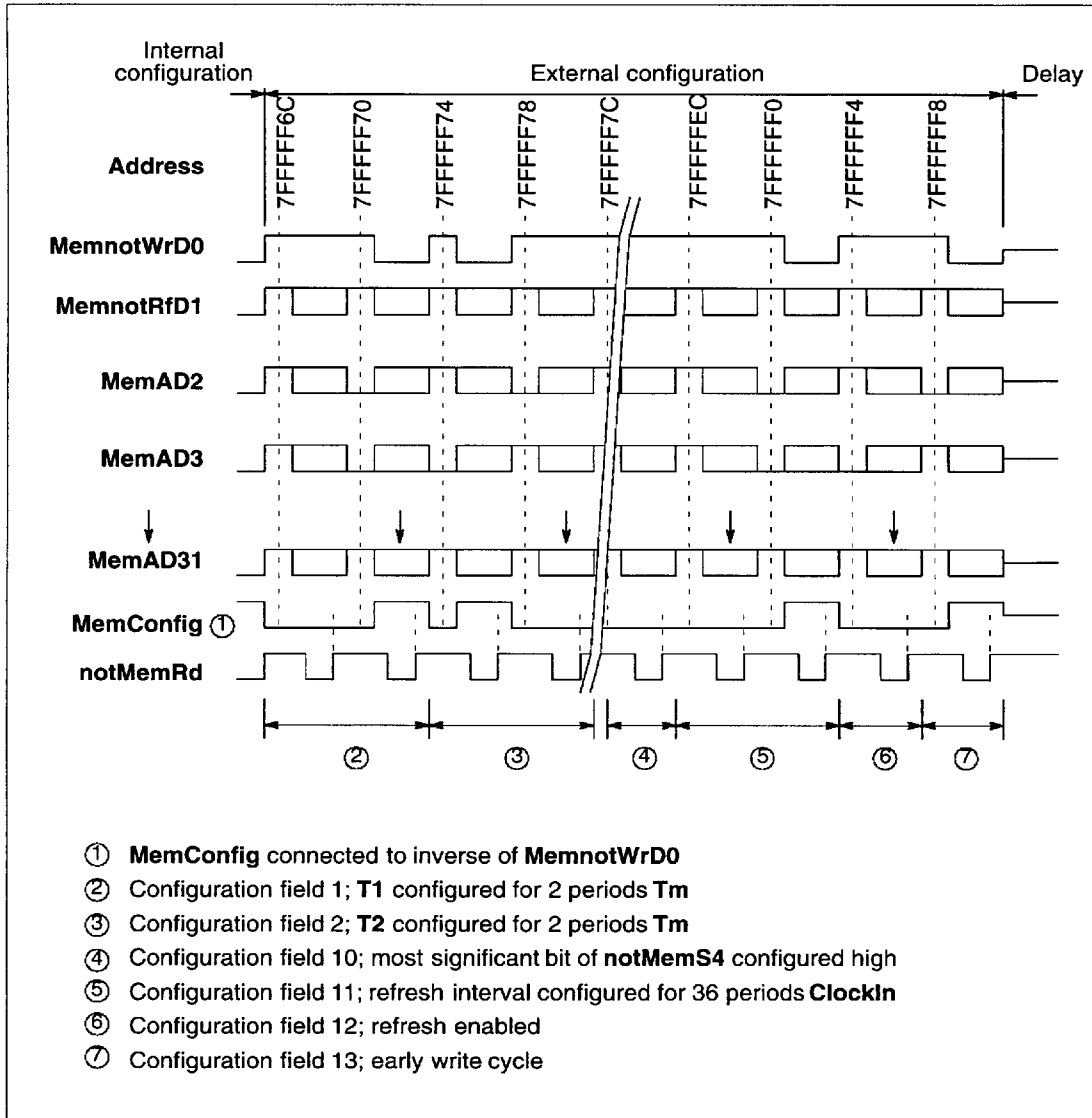 Internal configuration
External configuration
Delay
Address
7FFFFF6C
7FFFFF70
7FFFFF74
7FFFFF78
7FFFFF7C
7FFFFFEC
7FFFFFF0
7FFFFFF4
7FFFFFF8
MemnotWrD0
MemnotRfD1
MemAD2
MemAD3
MemAD31
MemConfig ①
notMemRd
② ③ ④ ⑤ ⑥ ⑦
① MemConfig connected to inverse of MemnotWrD0
② Configuration field 1; T1 configured for 2 periods Tm
③ Configuration field 2; T2 configured for 2 periods Tm
④ Configuration field 10; most significant bit of notMemS4 configured high
⑤ Configuration field 11; refresh interval configured for 36 periods ClockIn
⑥ Configuration field 12; refresh enabled
⑦ Configuration field 13; early write cycle